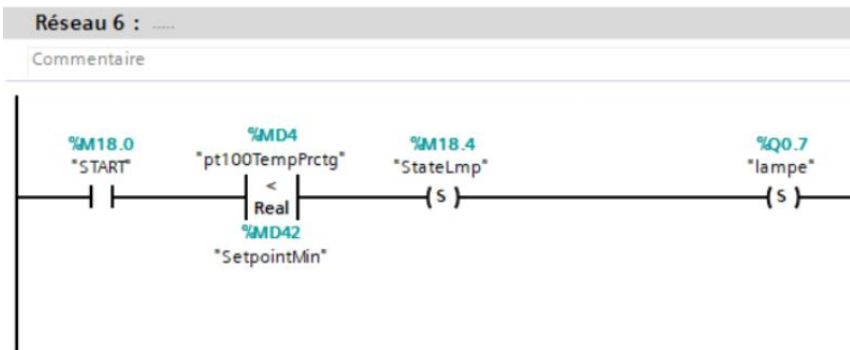 Réseau 6 : .....
Commentaire
%M18.0
"START"
%MD4
"pt100TempPrctg"
<
Real
%MD42
"SetpointMin"
%M18.4
"StateLmp"
S
%Q0.7
"lampe"
S